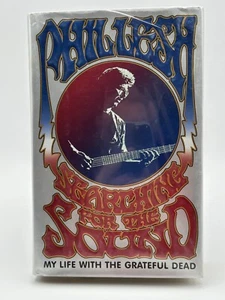 PHIL LESH
SEARCHING
FOR THE
SOUND
MY LIFE WITH THE GRATEFUL DEAD